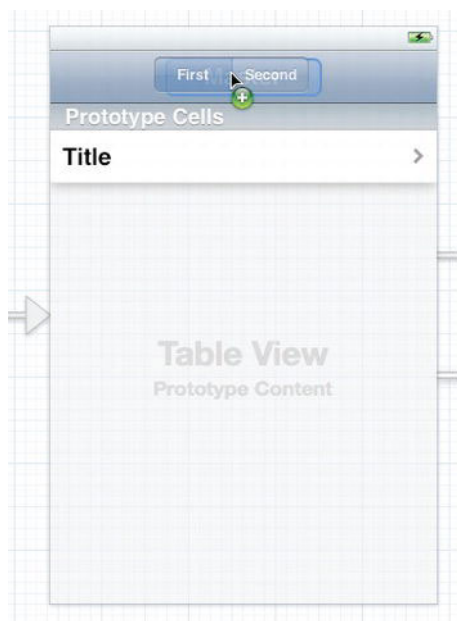 First Second
Prototype Cells
Title
Table View
Prototype Content